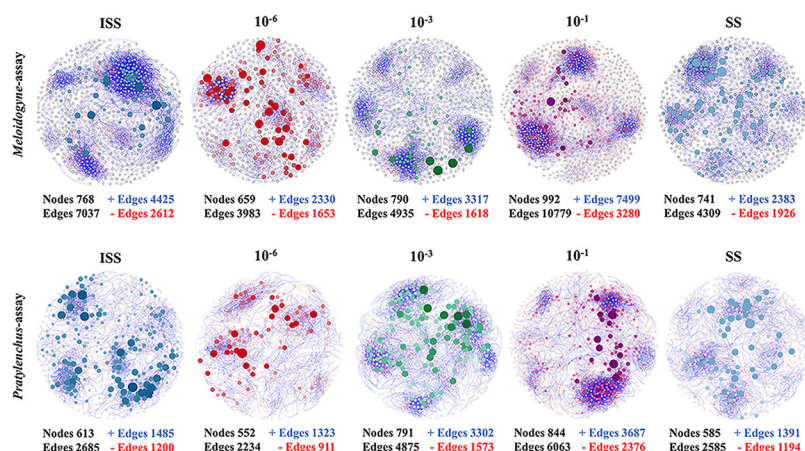 ISS 10-6 10-3 10-1 SS
Meloidogyne-assay
Nodes 768 + Edges 4425 Nodes 659 + Edges 2330 Nodes 790 + Edges 3317 Nodes 992 + Edges 7499 Nodes 741 + Edges 2383
Edges 7037 - Edges 2612 Edges 3983 - Edges 1653 Edges 4935 - Edges 1618 Edges 10779 - Edges 3280 Edges 4309 - Edges 1926
ISS 10-6 10-3 10-1 SS
Pratylenchus-assay
Nodes 613 + Edges 1485 Nodes 552 + Edges 1323 Nodes 791 + Edges 3302 Nodes 844 + Edges 3687 Nodes 585 + Edges 1391
Edges 2685 - Edges 1200 Edges 2234 - Edges 911 Edges 4875 - Edges 1573 Edges 6063 - Edges 2376 Edges 2585 - Edges 1194